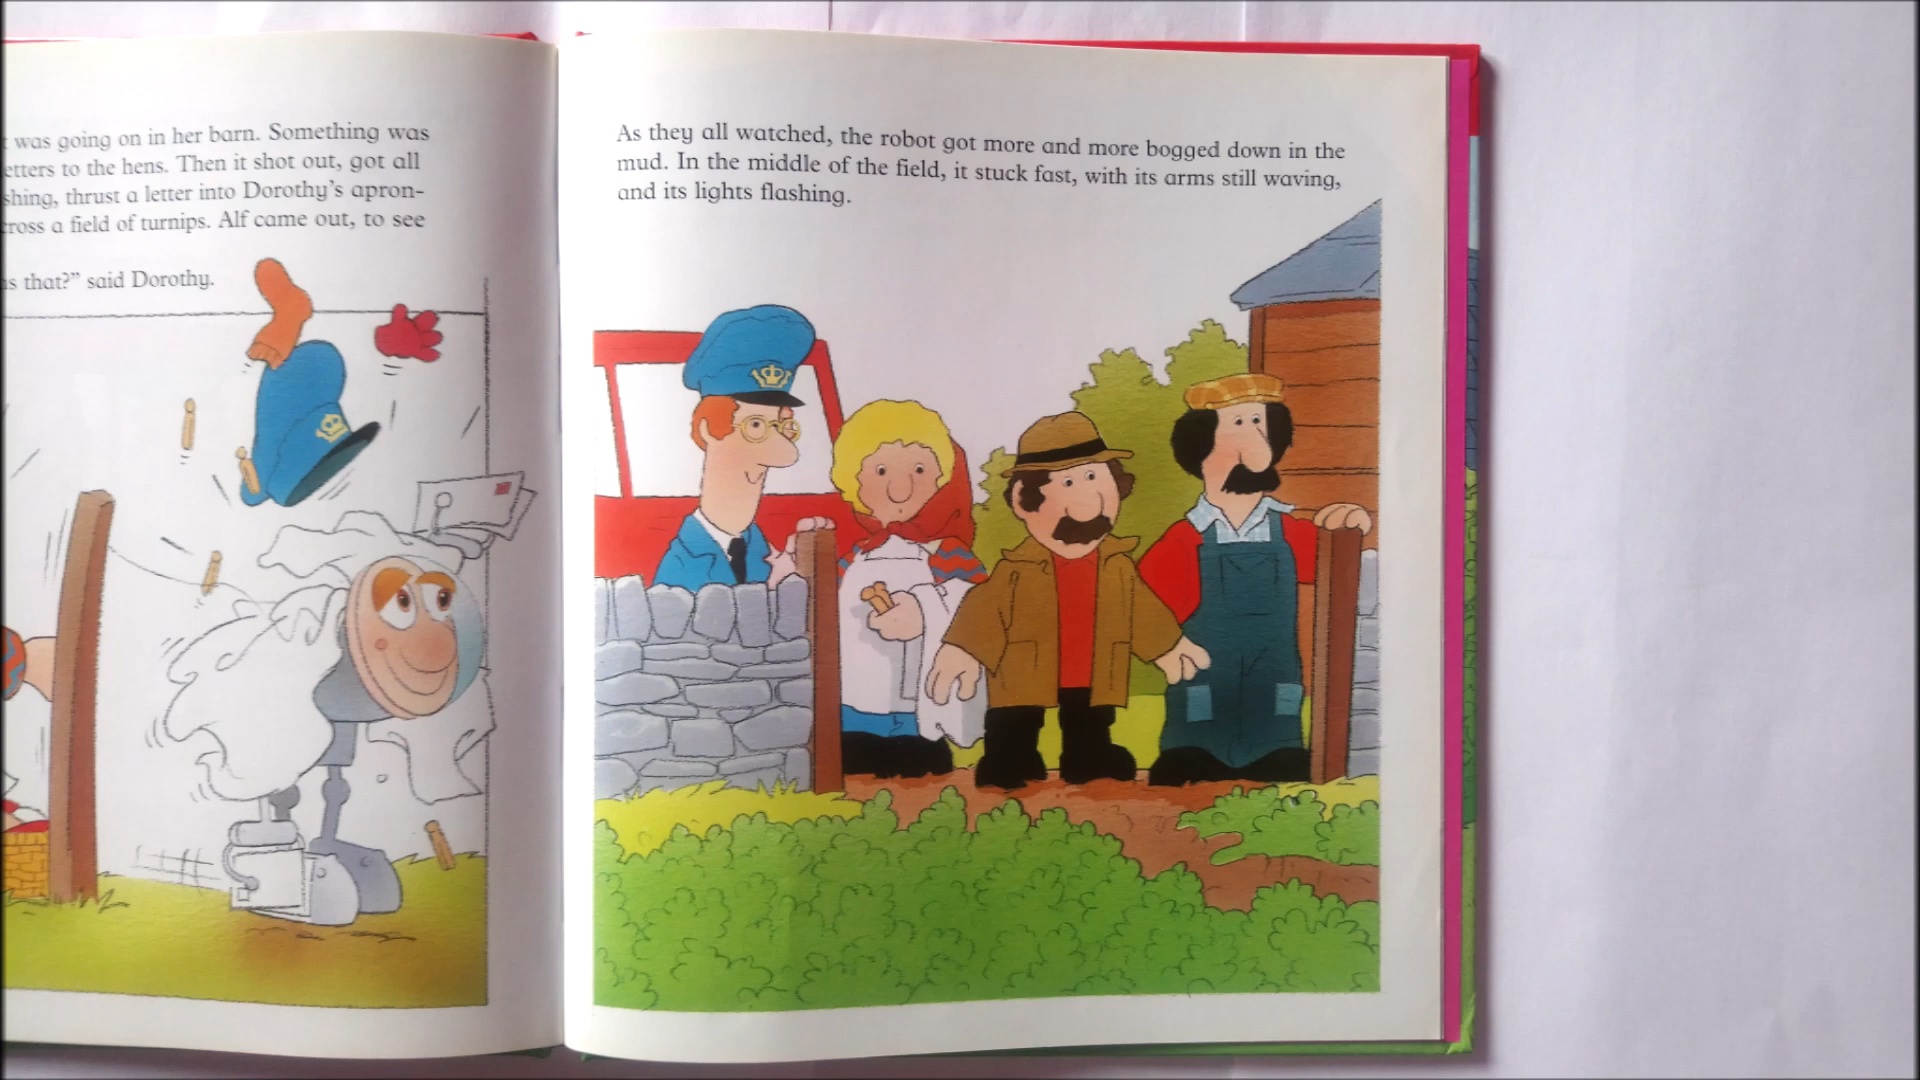 was going on in her barn. Something was
etters to the hens. Then it shot out, got all
shing, thrust a letter into Dorothy's apron-
ross a field of turnips. Alf came out, to see
s that?" said Dorothy.
As they all watched, the robot got more and more bogged down in the
mud. In the middle of the field, it stuck fast, with its arms still waving,
and its lights flashing.